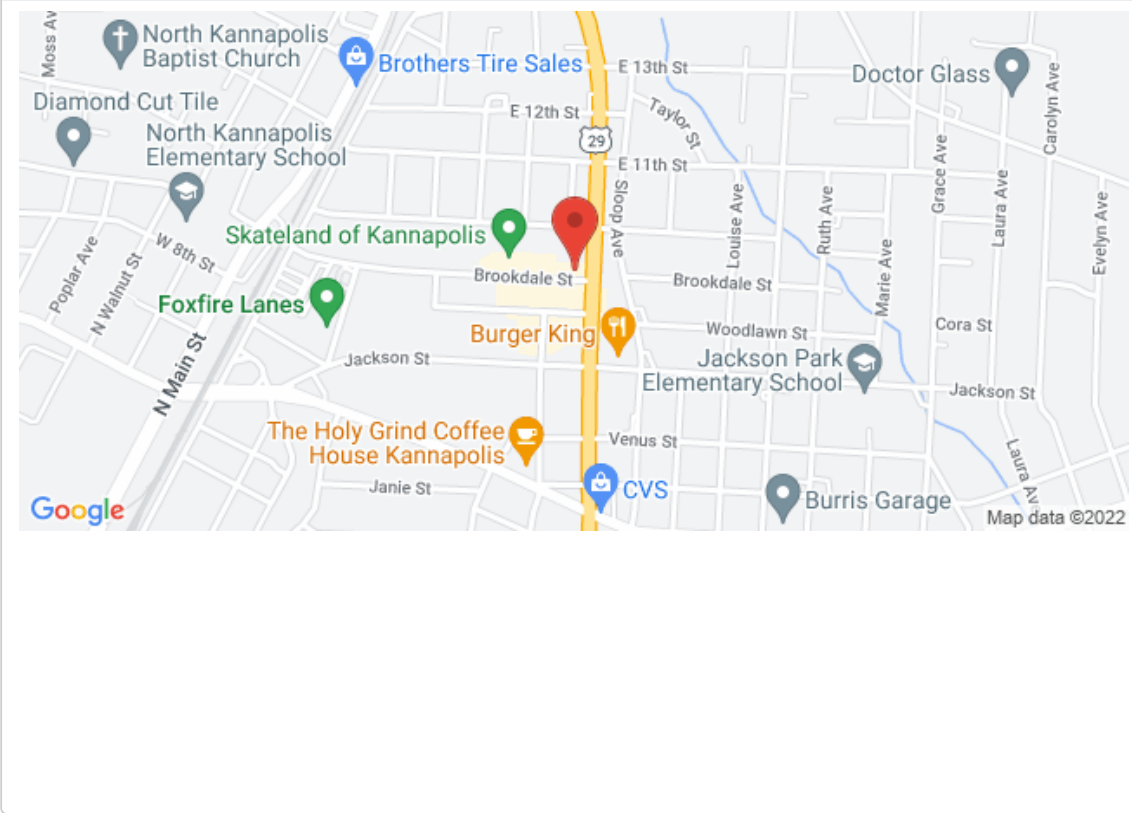 Moss Av
North Kannapolis
Baptist Church
Brothers Tire Sales
E 13th St
Doctor Glass
Carolyn Ave
Diamond Cut Tile
E 12th St
Taylor St
29
North Kannapolis
Elementary School
E 11th St
Grace Ave
Sloop Ave
Louise Ave
Ruth Ave
Laura Ave
Evelyn Ave
Skateland of Kannapolis
W 8th St
Poplar Ave
N Walnut St
Marie Ave
Brookdale St
Brookdale St
Foxfire Lanes
Burger King
Woodlawn St
Cora St
N Main St
Jackson St
Jackson Park
Elementary School
Jackson St
The Holy Grind Coffee
House Kannapolis
Venus St
Laura Av
Janie St
CVS
Burris Garage
Google
Map data ©2022